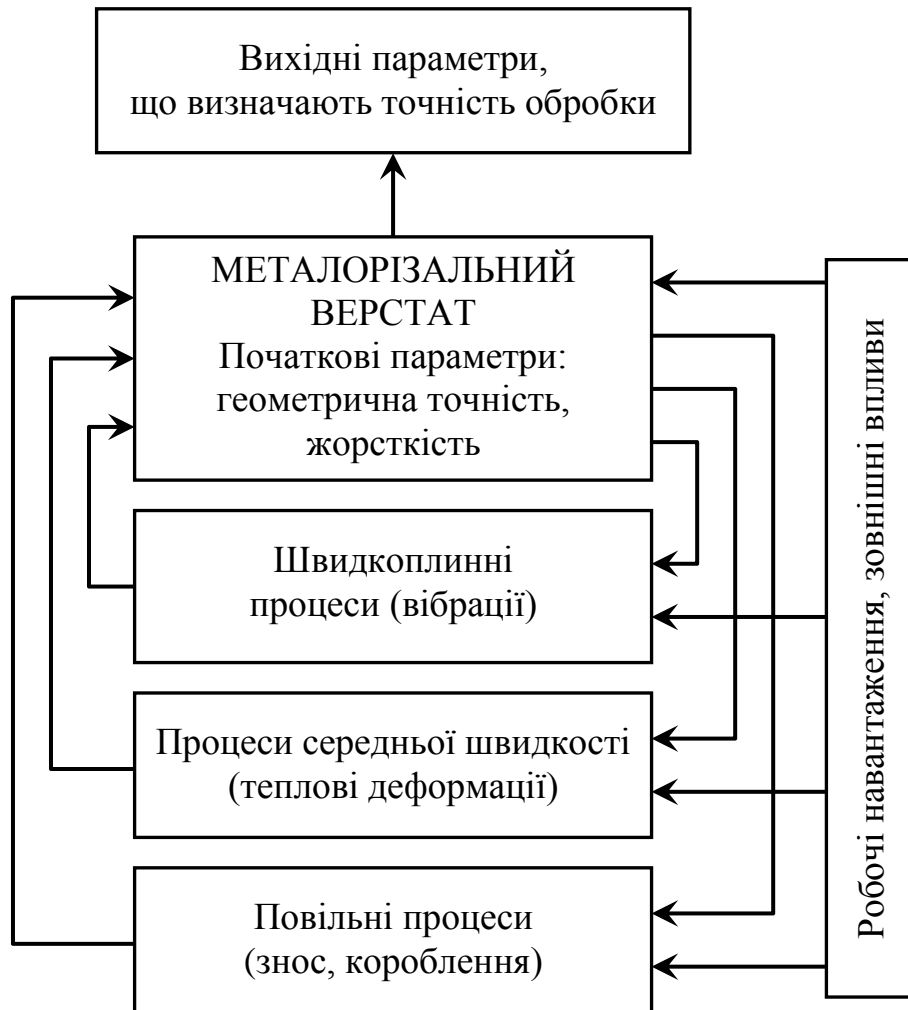 Вихідні параметри,
що визначають точність обробки
МЕТАЛОРІЗАЛЬНИЙ
ВЕРСТАТ
Початкові параметри:
геометрична точність,
жорсткість
Швидкоплинні
процеси (вібрації)
Процеси середньої швидкості
(теплові деформації)
Повільні процеси
(знос, короблення)
Робочі навантаження, зовнішні впливи